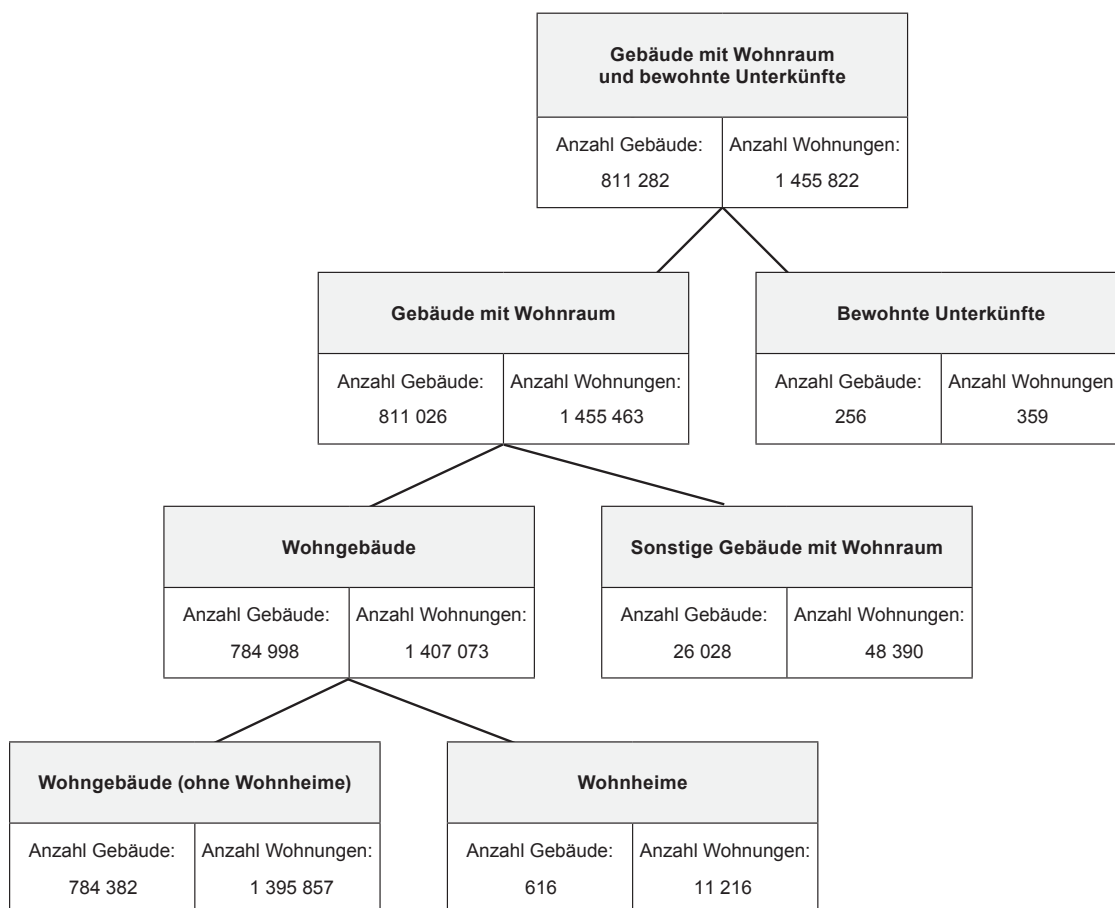 Gebäude mit Wohnraum
und bewohnte Unterkünfte
Anzahl Gebäude:
811 282
Anzahl Wohnungen:
1 455 822
Gebäude mit Wohnraum
Anzahl Gebäude:
811 026
Anzahl Wohnungen:
1 455 463
Bewohnte Unterkünfte
Anzahl Gebäude:
256
Anzahl Wohnungen
359
Wohngebäude
Anzahl Gebäude:
784 998
Anzahl Wohnungen:
1 407 073
Sonstige Gebäude mit Wohnraum
Anzahl Gebäude:
26 028
Anzahl Wohnungen:
48 390
Wohngebäude (ohne Wohnheime)
Anzahl Gebäude:
784 382
Anzahl Wohnungen:
1 395 857
Wohnheime
Anzahl Gebäude:
616
Anzahl Wohnungen:
11 216